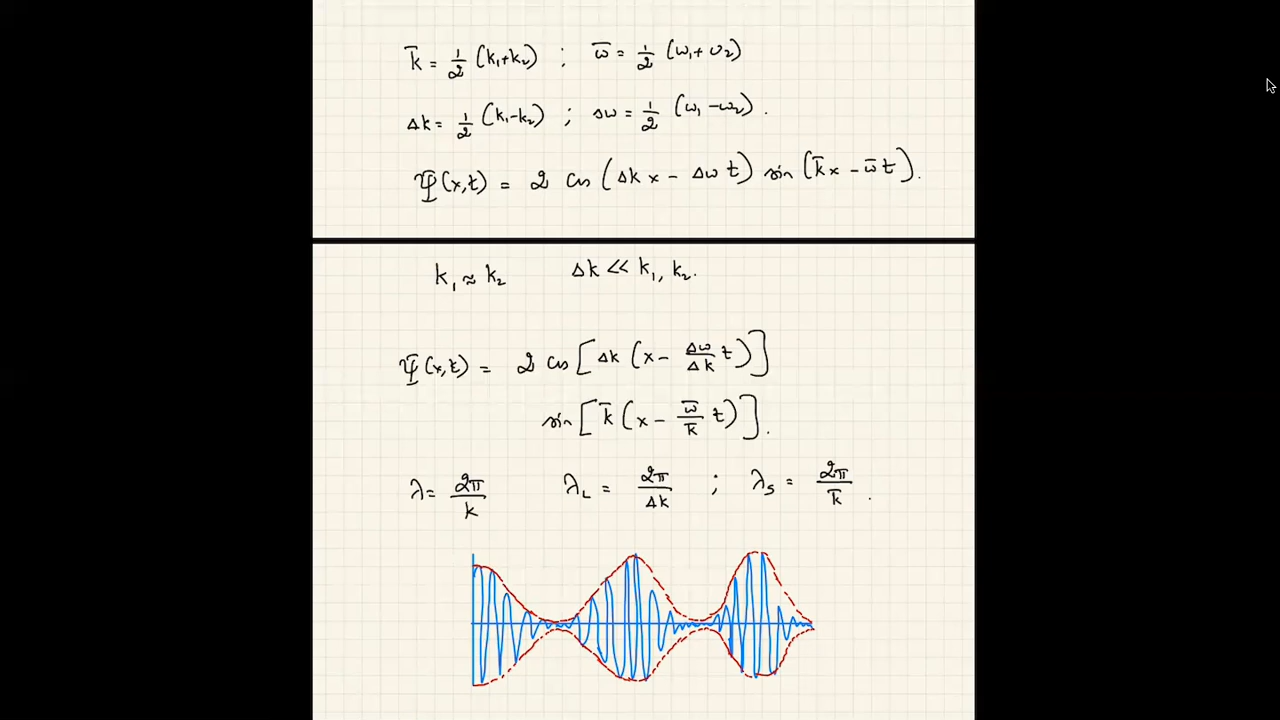 k̄ = 1/2 (k₁+k₂) ; ω̄ = 1/2 (ω₁+ω₂)
Δk = 1/2 (k₁-k₂) ; Δω = 1/2 (ω₁-ω₂).
Ψ(x,t) = 2 cos (Δk x - Δω t) sin (k̄x - ω̄t).
k₁ ≈ k₂ Δk << k₁, k₂.
Ψ(x,t) = 2 cos [Δk (x - Δω/Δk t)]
sin [k̄ (x - ω̄/k̄ t)].
λ = 2π/k λ_L = 2π/Δk ; λ_S = 2π/k̄ .